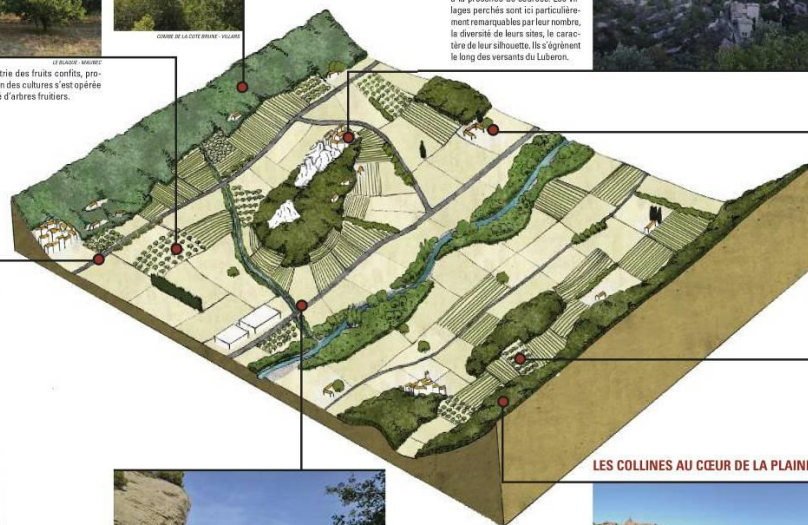 LE BLAGUE - MAUBEC
COMBE DE LA COTE BRUNE - VILLARS
trie des fruits confits, pro-
n des cultures s'est opérée
é d'arbres fruitiers.
à la présence de sources. Les vil-
lages perchés sont ici particulière-
ment remarquables par leur nombre,
la diversité de leurs sites, le carac-
tère de leur silhouette. Ils s'égrènent
le long des versants du Luberon.
LES COLLINES AU CŒUR DE LA PLAINE